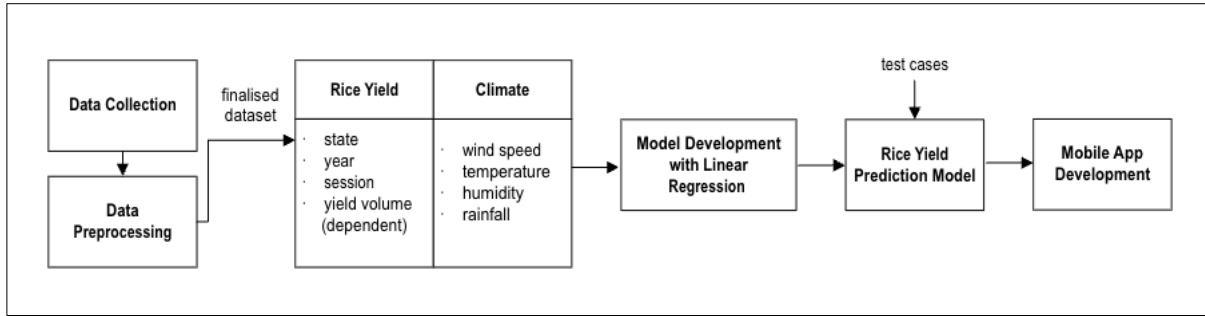 Data Collection
Data
Preprocessing
finalised
dataset
Rice Yield
· state
· year
· session
· yield volume
(dependent)
Climate
· wind speed
· temperature
· humidity
· rainfall
Model Development
with Linear
Regression
test cases
Rice Yield
Prediction Model
Mobile App
Development